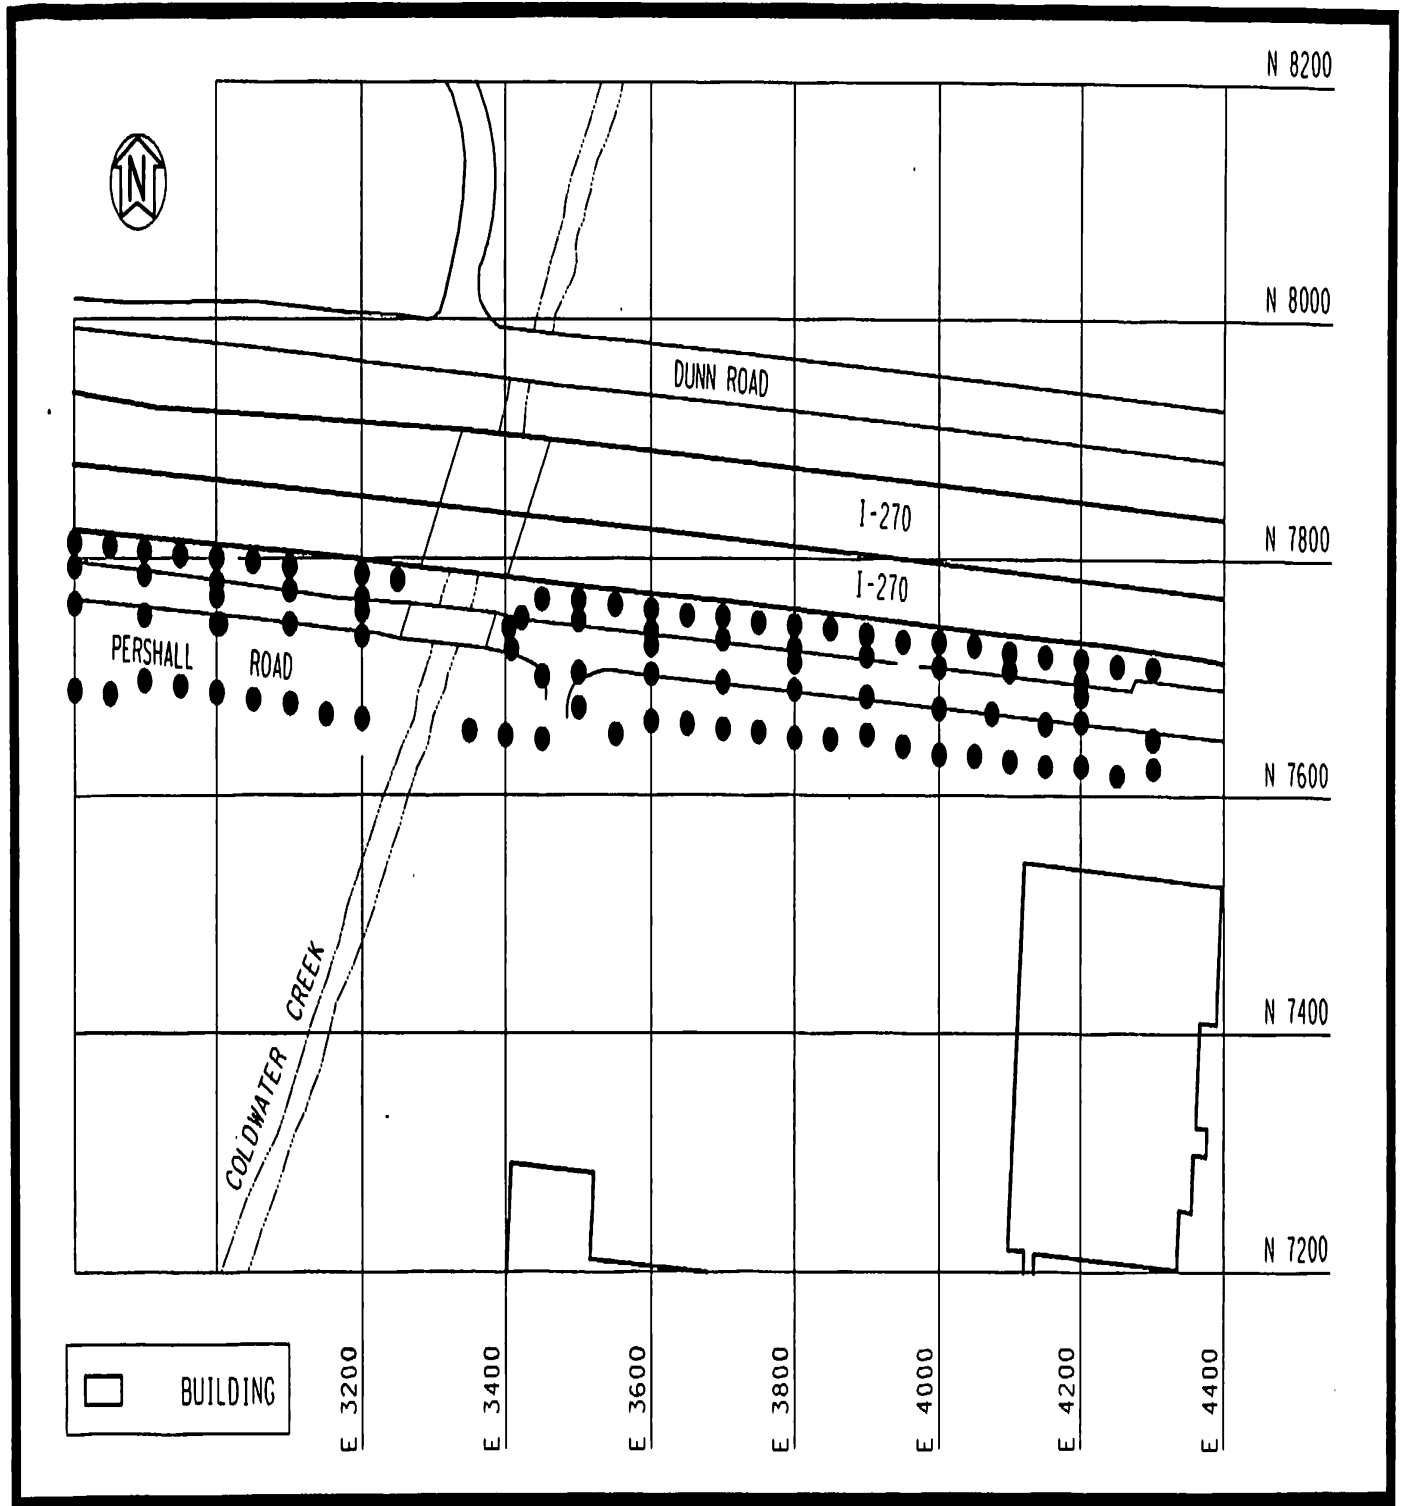 N 8200
N
N 8000
DUNN ROAD
I-270
N 7800
I-270
PERSHALL ROAD
N 7600
COLDWATER CREEK
N 7400
N 7200
BUILDING
E 3200
E 3400
E 3600
E 3800
E 4000
E 4200
E 4400